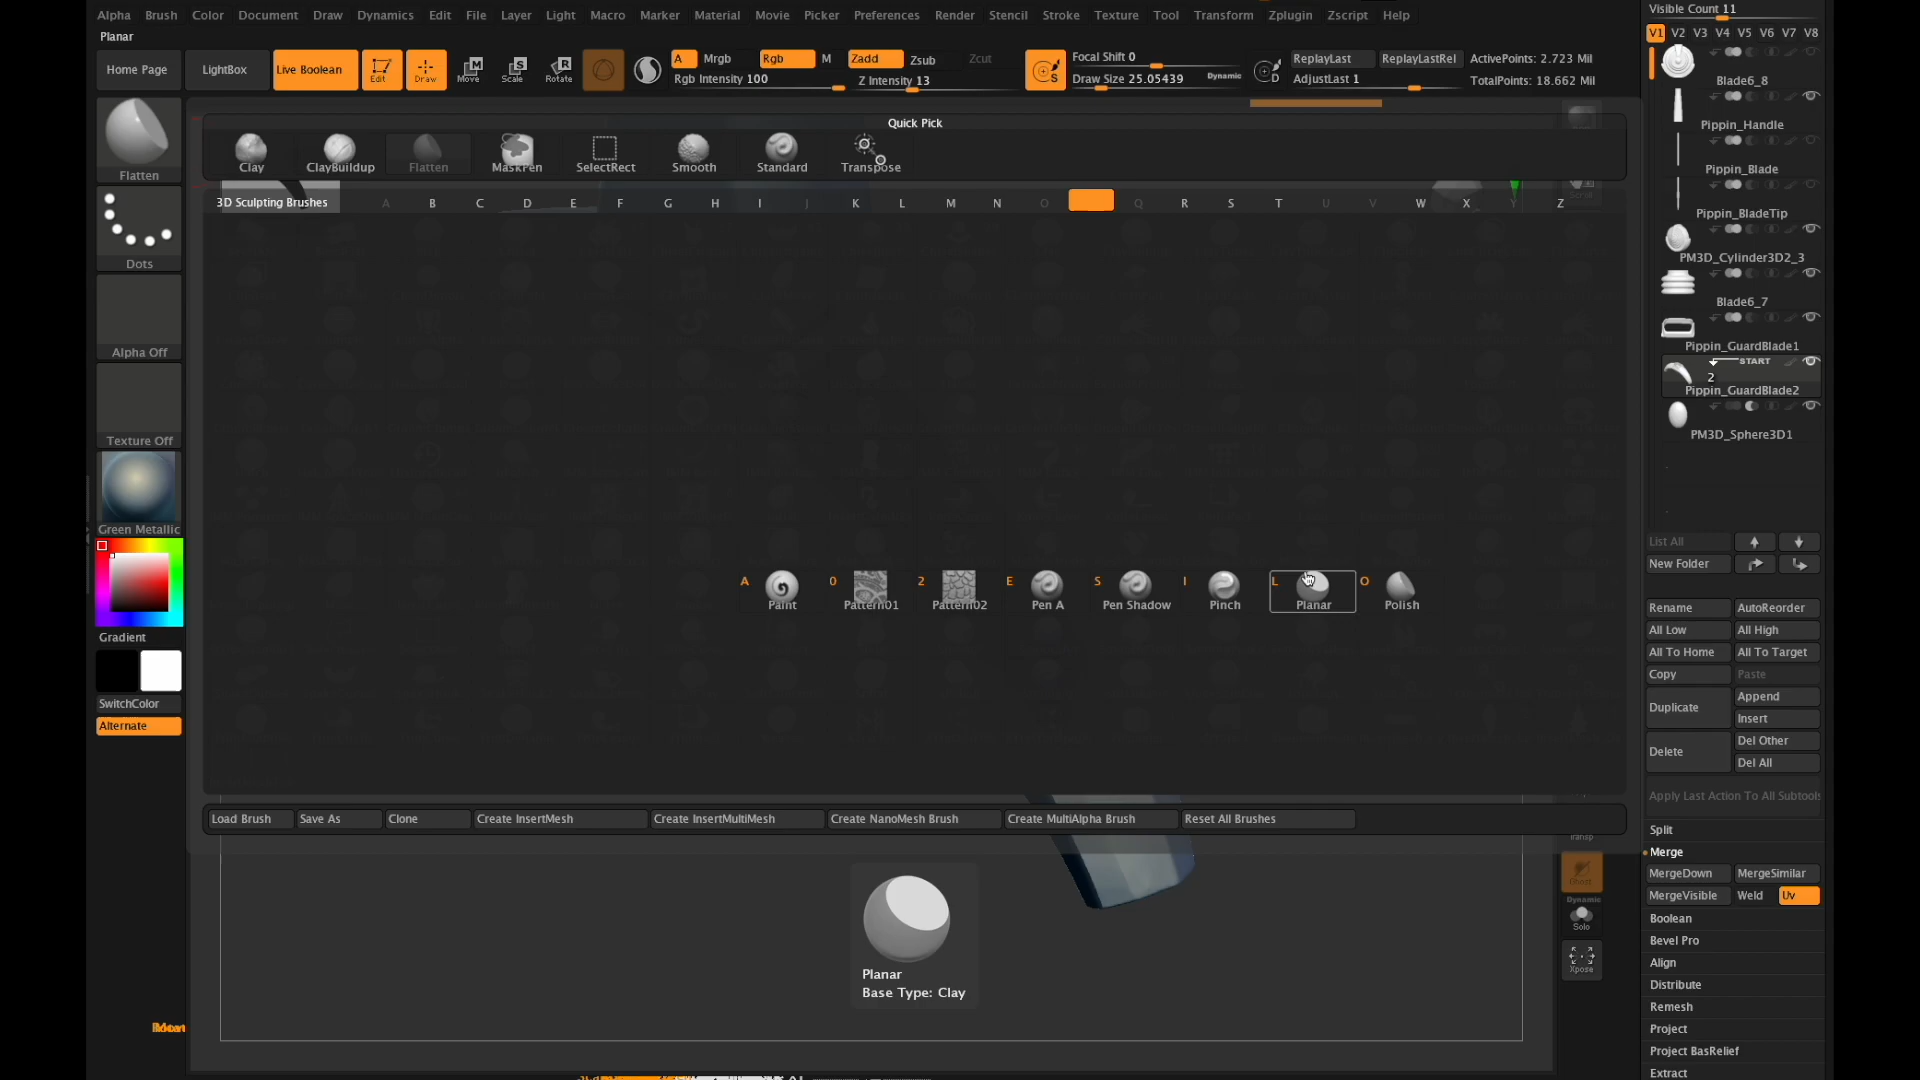 Alpha Brush Color Document Draw Dynamics Edit File Layer Light Macro Marker Material Movie Picker Preferences Render Stencil Stroke Texture Tool Transform Zplugin Zscript Help
Planar
Home Page LightBox Live Boolean Edit Draw Move Scale Rotate
A Mrgb Rgb M Zadd Zsub Zcut
Rgb Intensity 100 Z Intensity 13
Focal Shift 0
Draw Size 25.05439 Dynamic
ReplayLast ReplayLastRel ActivePoints: 2.723 Mil
AdjustLast 1 TotalPoints: 18.662 Mil
Flatten
Dots
Alpha Off
Texture Off
Green Metallic
Gradient
SwitchColor
Alternate
Quick Pick
Clay ClayBuildup Flatten MaskPen SelectRect Smooth Standard Transpose
3D Sculpting Brushes A B C D E F G H I J K L M N O Q R S T U V W X Y Z
A Paint 0 Pattern01 2 Pattern02 E Pen A S Pen Shadow I Pinch L Planar O Polish
Load Brush Save As Clone Create InsertMesh Create InsertMultiMesh Create NanoMesh Brush Create MultiAlpha Brush Reset All Brushes
Planar
Base Type: Clay
Transp
Ghost
Dynamic
Solo
Xpose
Visible Count 11
V1 V2 V3 V4 V5 V6 V7 V8
Blade6_8
Pippin_Handle
Pippin_Blade
Pippin_BladeTip
PM3D_Cylinder3D2_3
Blade6_7
Pippin_GuardBlade1
START
2
Pippin_GuardBlade2
PM3D_Sphere3D1
List All
New Folder
Rename AutoReorder
All Low All High
All To Home All To Target
Copy Paste
Duplicate Append
Insert
Delete Del Other
Del All
Apply Last Action To All Subtools
Split
Merge
MergeDown MergeSimilar
MergeVisible Weld Uv
Boolean
Bevel Pro
Align
Distribute
Remesh
Project
Project BasRelief
Extract